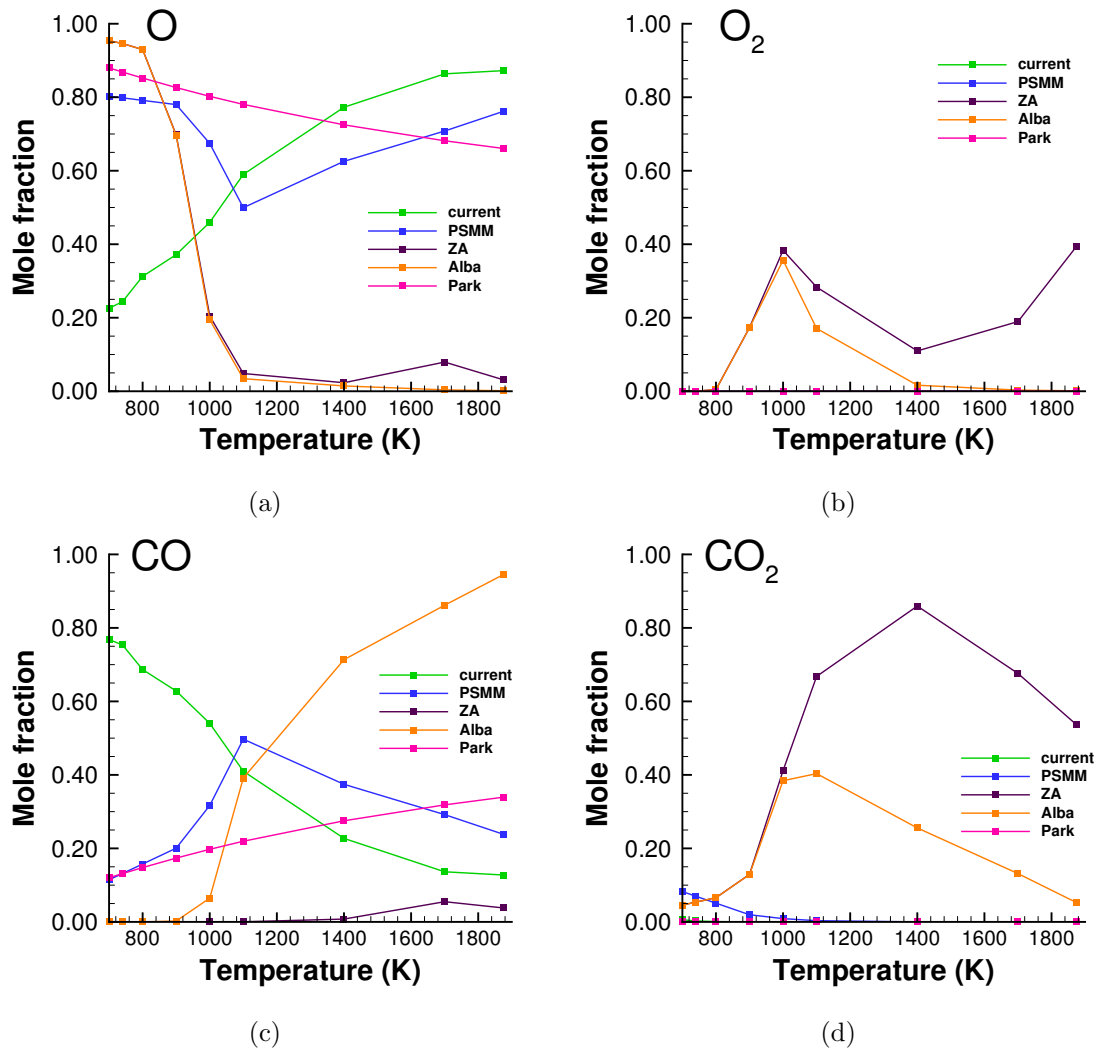 O
1.00
0.80
0.60
0.40
0.20
0.00
Mole fraction
current
PSMM
ZA
Alba
Park
800 1000 1200 1400 1600 1800
Temperature (K)
(a)
O2
1.00
0.80
0.60
0.40
0.20
0.00
Mole fraction
current
PSMM
ZA
Alba
Park
800 1000 1200 1400 1600 1800
Temperature (K)
(b)
CO
1.00
0.80
0.60
0.40
0.20
0.00
Mole fraction
current
PSMM
ZA
Alba
Park
800 1000 1200 1400 1600 1800
Temperature (K)
(c)
CO2
1.00
0.80
0.60
0.40
0.20
0.00
Mole fraction
current
PSMM
ZA
Alba
Park
800 1000 1200 1400 1600 1800
Temperature (K)
(d)